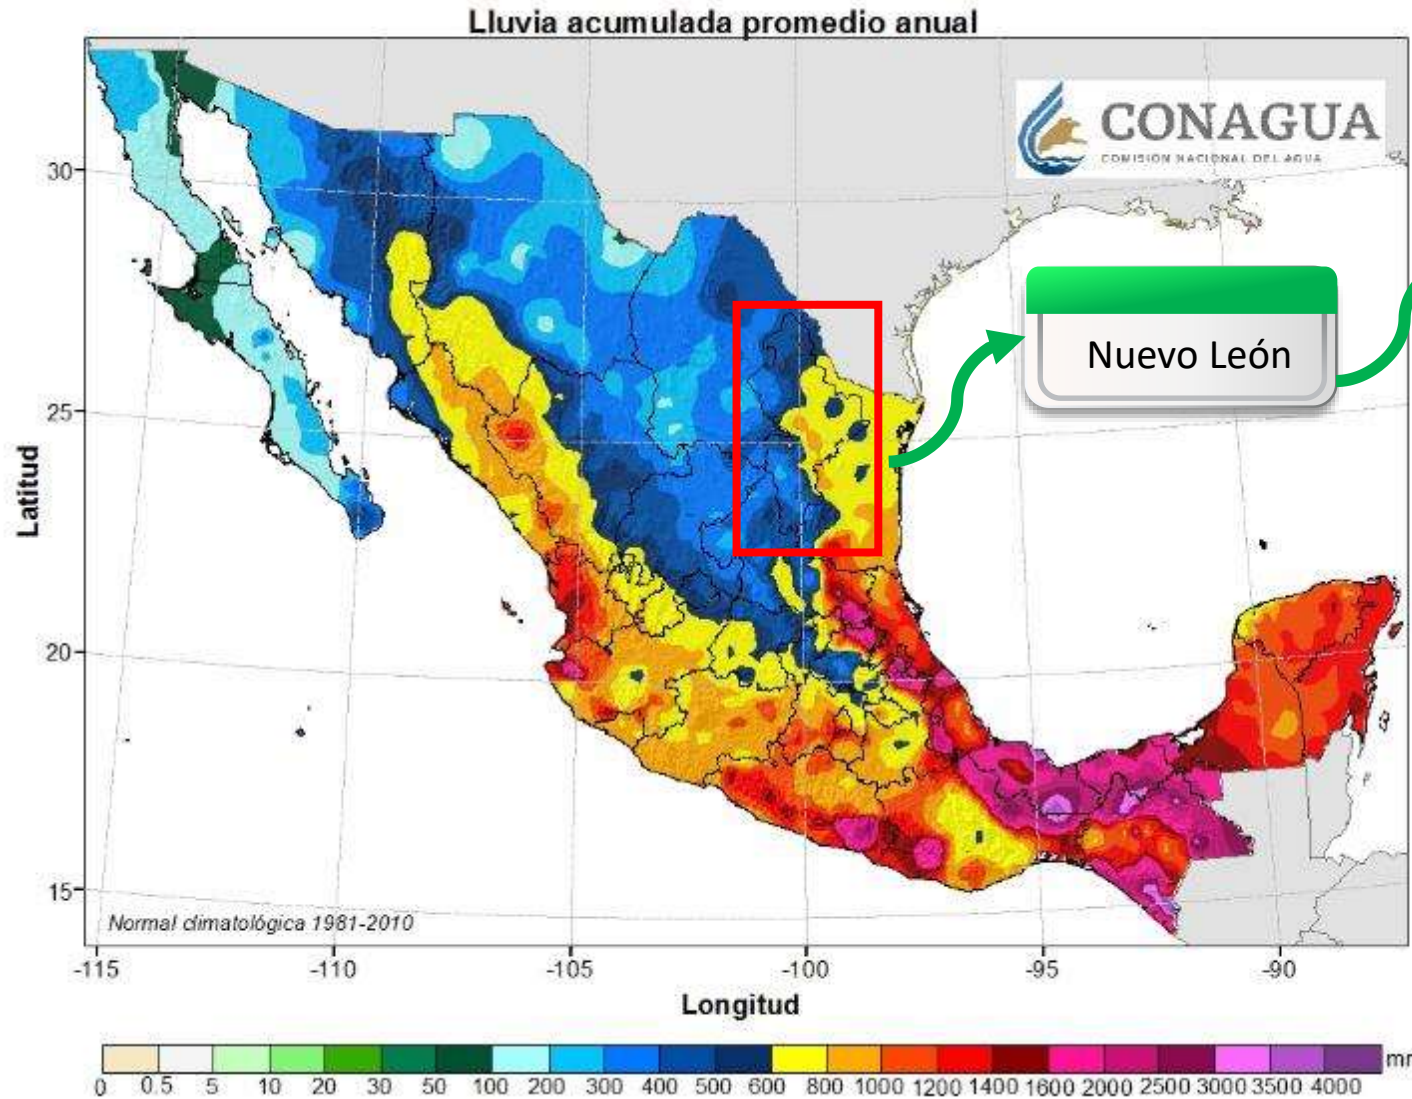 Lluvia acumulada promedio anual
CONAGUA
COMISIÓN NACIONAL DEL AGUA
Nuevo León
30
25
20
15
Latitud
Normal climatológica 1981-2010
-115 -110 -105 -100 -95 -90
Longitud
0 0.5 5 10 20 30 50 100 200 300 400 500 600 800 1000 1200 1400 1600 2000 2500 3000 3500 4000